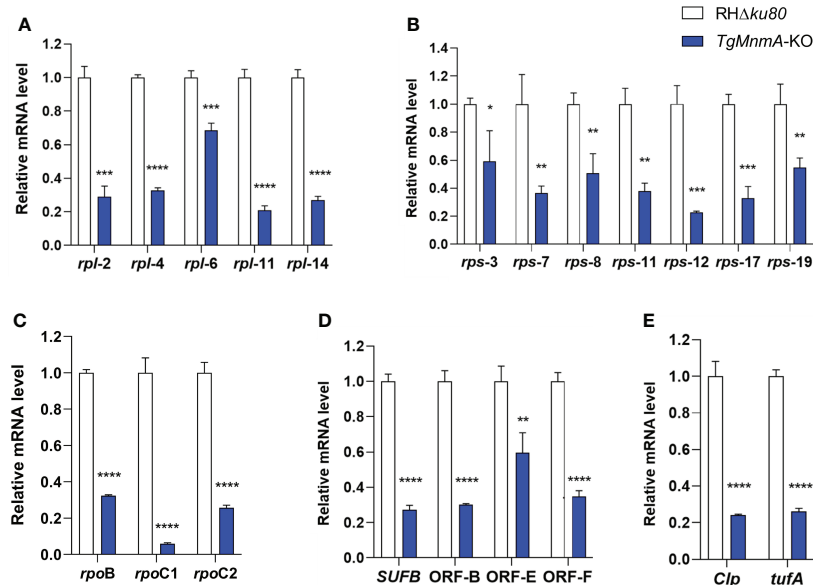 RHΔku80
TgMnmA-KO
A
Relative mRNA level
1.2
1.0
0.8
0.6
0.4
0.2
0.0
*** **** *** **** ****
rpl-2 rpl-4 rpl-6 rpl-11 rpl-14
B
Relative mRNA level
1.4
1.2
1.0
0.8
0.6
0.4
0.2
0.0
* ** ** ** *** *** **
rps-3 rps-7 rps-8 rps-11 rps-12 rps-17 rps-19
C
Relative mRNA level
1.2
1.0
0.8
0.6
0.4
0.2
0.0
**** **** ****
rpoB rpoC1 rpoC2
D
Relative mRNA level
1.2
1.0
0.8
0.6
0.4
0.2
0.0
**** **** ** ****
SUFB ORF-B ORF-E ORF-F
E
Relative mRNA level
1.2
1.0
0.8
0.6
0.4
0.2
0.0
**** ****
Clp tufA